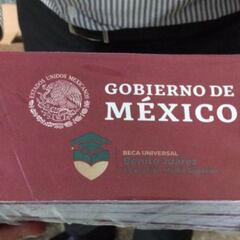 ESTADOS UNIDOS MEXICANOS
GOBIERNO DE
MÉXICO
BECA UNIVERSAL
Benito Juárez